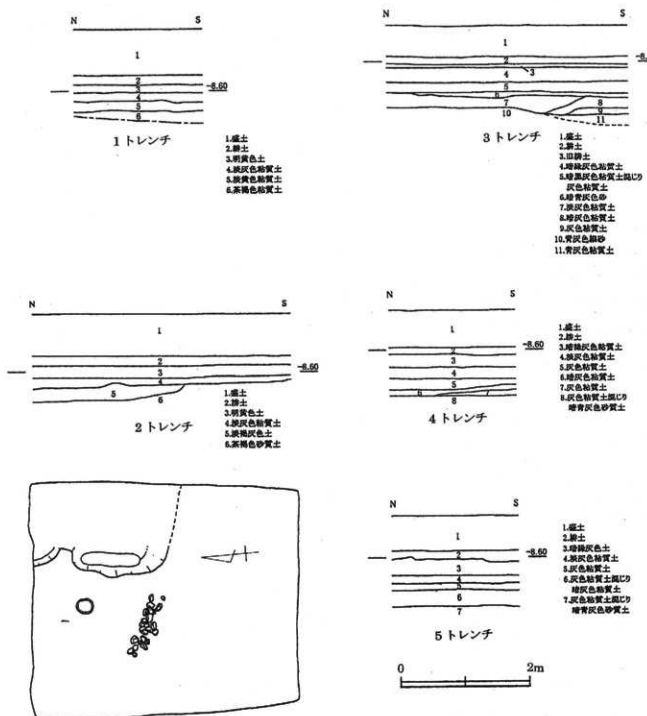 N S
1
2
3
4
5
6
-8.60
1トレンチ
1.盛土
2.耕土
3.明黄色土
4.淡灰色粘質土
5.淡黄色粘質土
6.茶褐色粘質土
N S
1
2
3
4
5
6
7
8
9
10
11
3トレンチ
1.盛土
2.耕土
3.旧耕土
4.暗緑灰色粘質土
5.暗黒灰色粘質土混じり
灰色粘質土
6.暗青灰色砂
7.淡灰色粘質土
8.暗灰色粘質土
9.灰色粘質土
10.青灰色細砂
11.青灰色粘質土
N S
1
2
3
4
5
6
-8.60
2トレンチ
1.盛土
2.耕土
3.明黄色土
4.淡灰色粘質土
5.淡褐灰色土
6.茶褐色砂質土
N S
1
2
3
4
5
6
7
8
-8.60
4トレンチ
1.盛土
2.耕土
3.暗緑灰色粘質土
4.淡灰色粘質土
5.灰色粘質土
6.暗灰色粘質土
7.灰色粘質土
8.灰色粘質土混じり
暗青灰色砂質土
N S
1
2
3
4
5
6
7
-8.60
5トレンチ
1.盛土
2.耕土
3.暗緑灰色土
4.淡灰粘質土
5.灰色粘質土
6.灰色粘質土混じり
暗灰色粘質土
7.灰色粘質土混じり
暗青灰色砂質土
0 2m